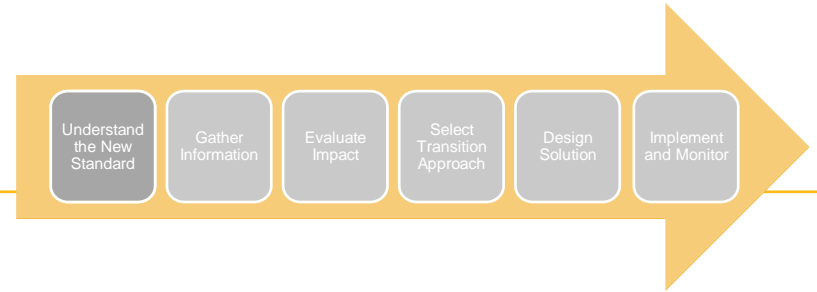 Understand
the New
Standard
Gather
Information
Evaluate
Impact
Select
Transition
Approach
Design
Solution
Implement
and Monitor